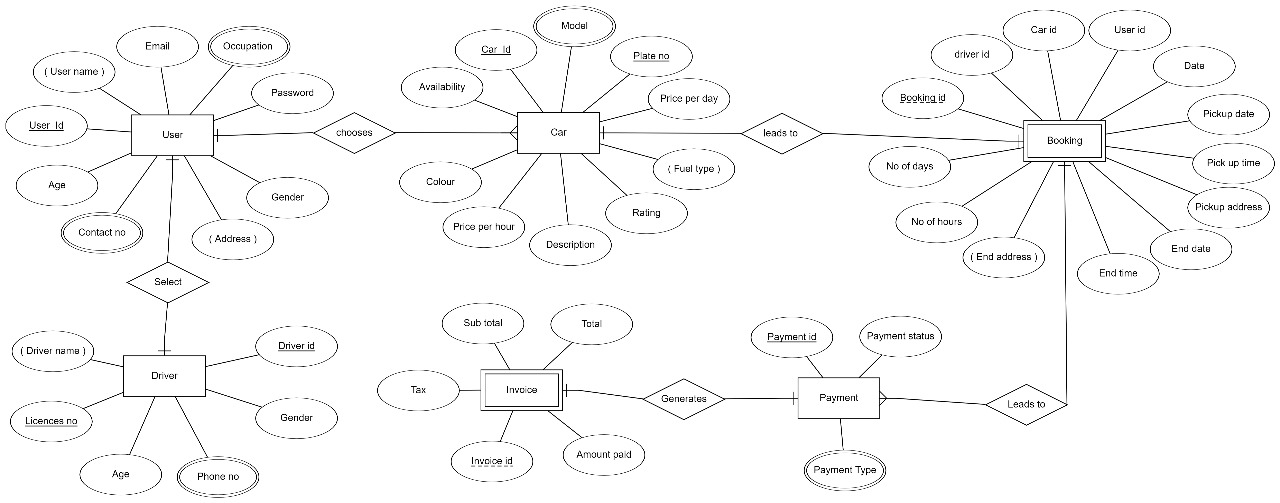 Model
Car id
User id
Email
Occupation
Car_Id
Plate no
driver id
Date
( User name )
Password
Availability
Price per day
Booking id
Pickup date
User_Id
User
chooses
Car
leads to
Booking
Pick up time
Age
Gender
Colour
( Fuel type )
No of days
Pickup address
Contact no
( Address )
Price per hour
Description
Rating
No of hours
( End address )
End time
End date
Select
( Driver name )
Driver id
Sub total
Total
Payment id
Payment status
Driver
Tax
Invoice
Generates
Payment
Leads to
Licences no
Gender
Age
Phone no
Invoice id
Amount paid
Payment Type